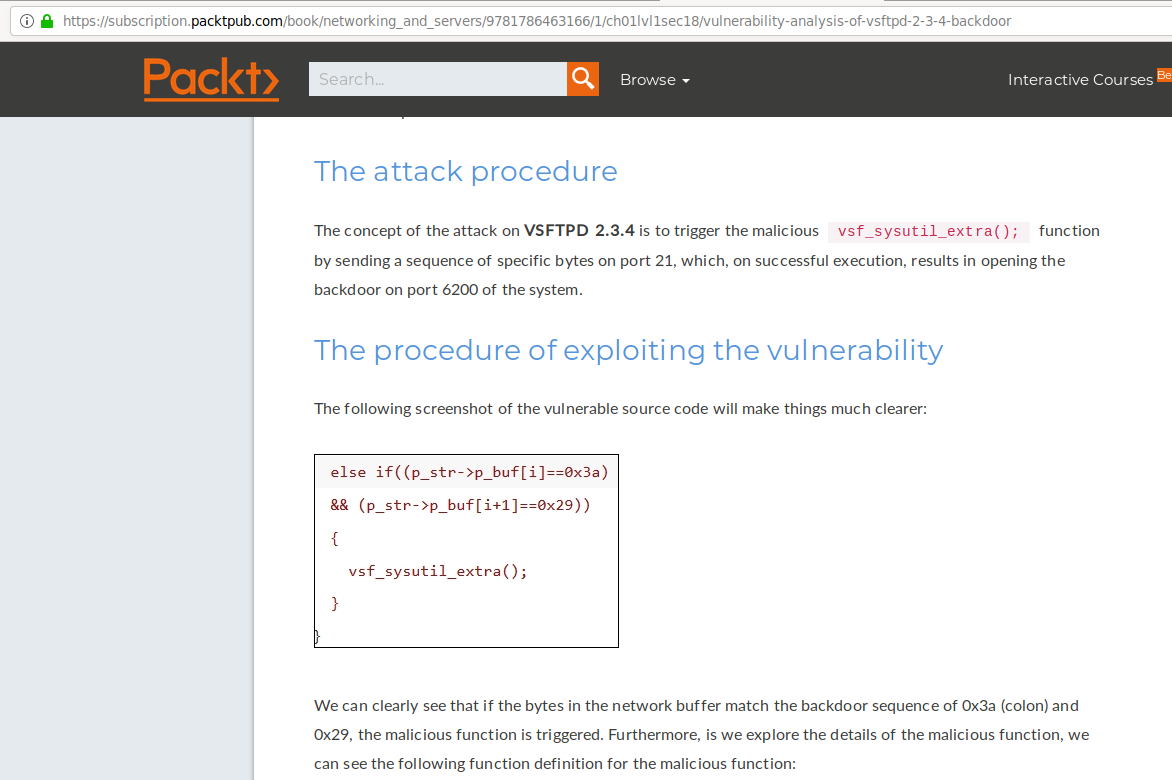 https://subscription.packtpub.com/book/networking_and_servers/9781786463166/1/ch01lvl1sec18/vulnerability-analysis-of-vsftpd-2-3-4-backdoor
Packt> Search... Browse Interactive Courses Be
The attack procedure
The concept of the attack on VSFTPD 2.3.4 is to trigger the malicious vsf_sysutil_extra(); function
by sending a sequence of specific bytes on port 21, which, on successful execution, results in opening the
backdoor on port 6200 of the system.
The procedure of exploiting the vulnerability
The following screenshot of the vulnerable source code will make things much clearer:
else if((p_str->p_buf[i]==0x3a)
&& (p_str->p_buf[i+1]==0x29))
{
vsf_sysutil_extra();
}
}
We can clearly see that if the bytes in the network buffer match the backdoor sequence of 0x3a (colon) and
0x29, the malicious function is triggered. Furthermore, is we explore the details of the malicious function, we
can see the following function definition for the malicious function: